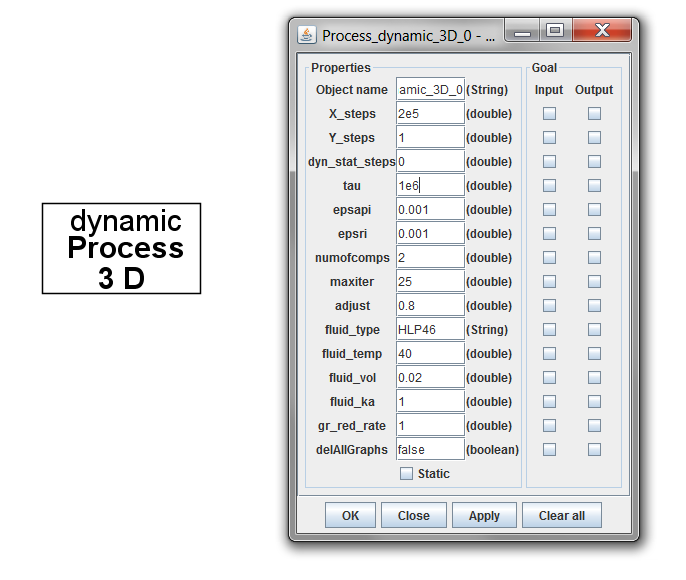 dynamic
Process
3 D
Process_dynamic_3D_0 - ...
Properties
Goal
Object name amic_3D_0 (String) Input Output
X_steps 2e5 (double)
Y_steps 1 (double)
dyn_stat_steps 0 (double)
tau 1e6 (double)
epsapi 0.001 (double)
epsri 0.001 (double)
numofcomps 2 (double)
maxiter 25 (double)
adjust 0.8 (double)
fluid_type HLP46 (String)
fluid_temp 40 (double)
fluid_vol 0.02 (double)
fluid_ka 1 (double)
gr_red_rate 1 (double)
delAllGraphs false (boolean)
Static
OK Close Apply Clear all